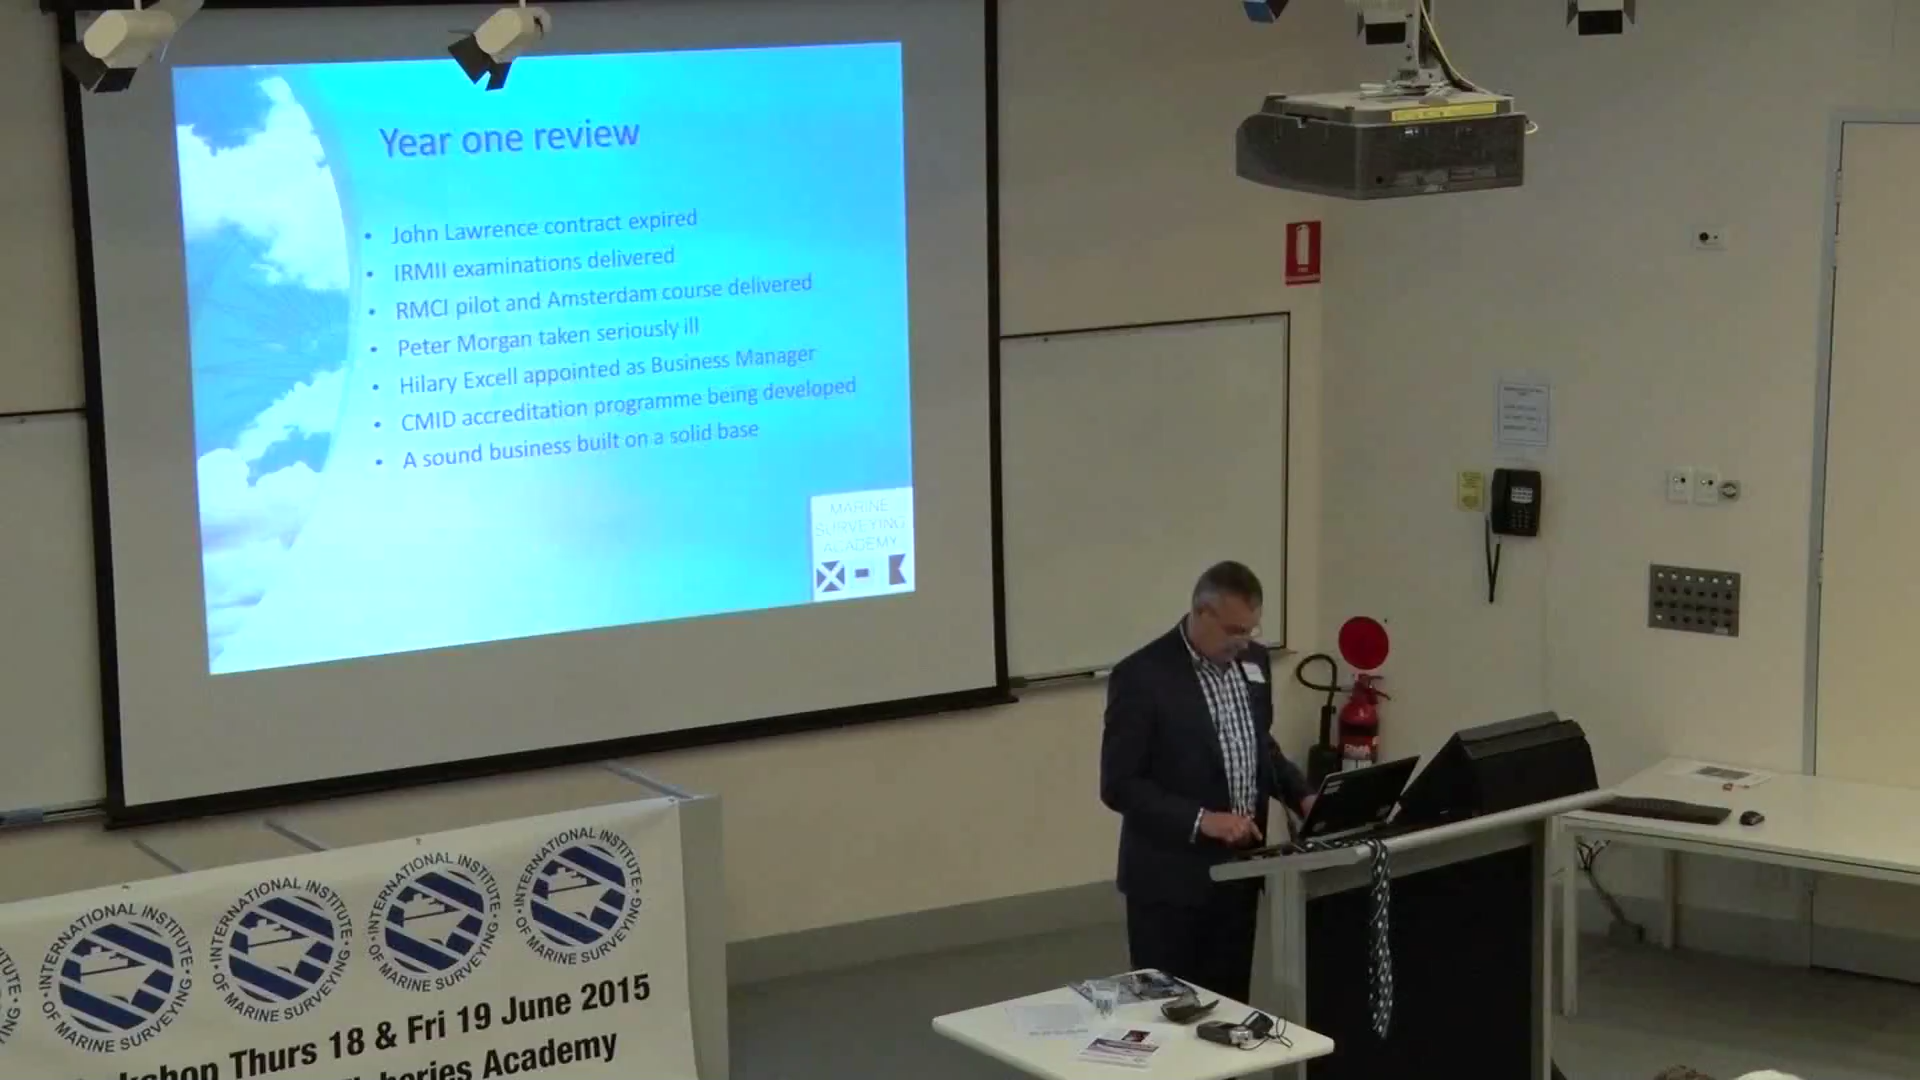 Year one review
• John Lawrence contract expired
• IRMII examinations delivered
• RMCI pilot and Amsterdam course delivered
• Peter Morgan taken seriously ill
• Hilary Excell appointed as Business Manager
• CMID accreditation programme being developed
• A sound business built on a solid base
MARINE
SURVEYING
ACADEMY
INTERNATIONAL INSTITUTE
OF MARINE SURVEYING
INTERNATIONAL INSTITUTE
OF MARINE SURVEYING
INTERNATIONAL INSTITUTE
OF MARINE SURVEYING
INTERNATIONAL INSTITUTE
OF MARINE SURVEYING
Thurs 18 & Fri 19 June 2015
Academy